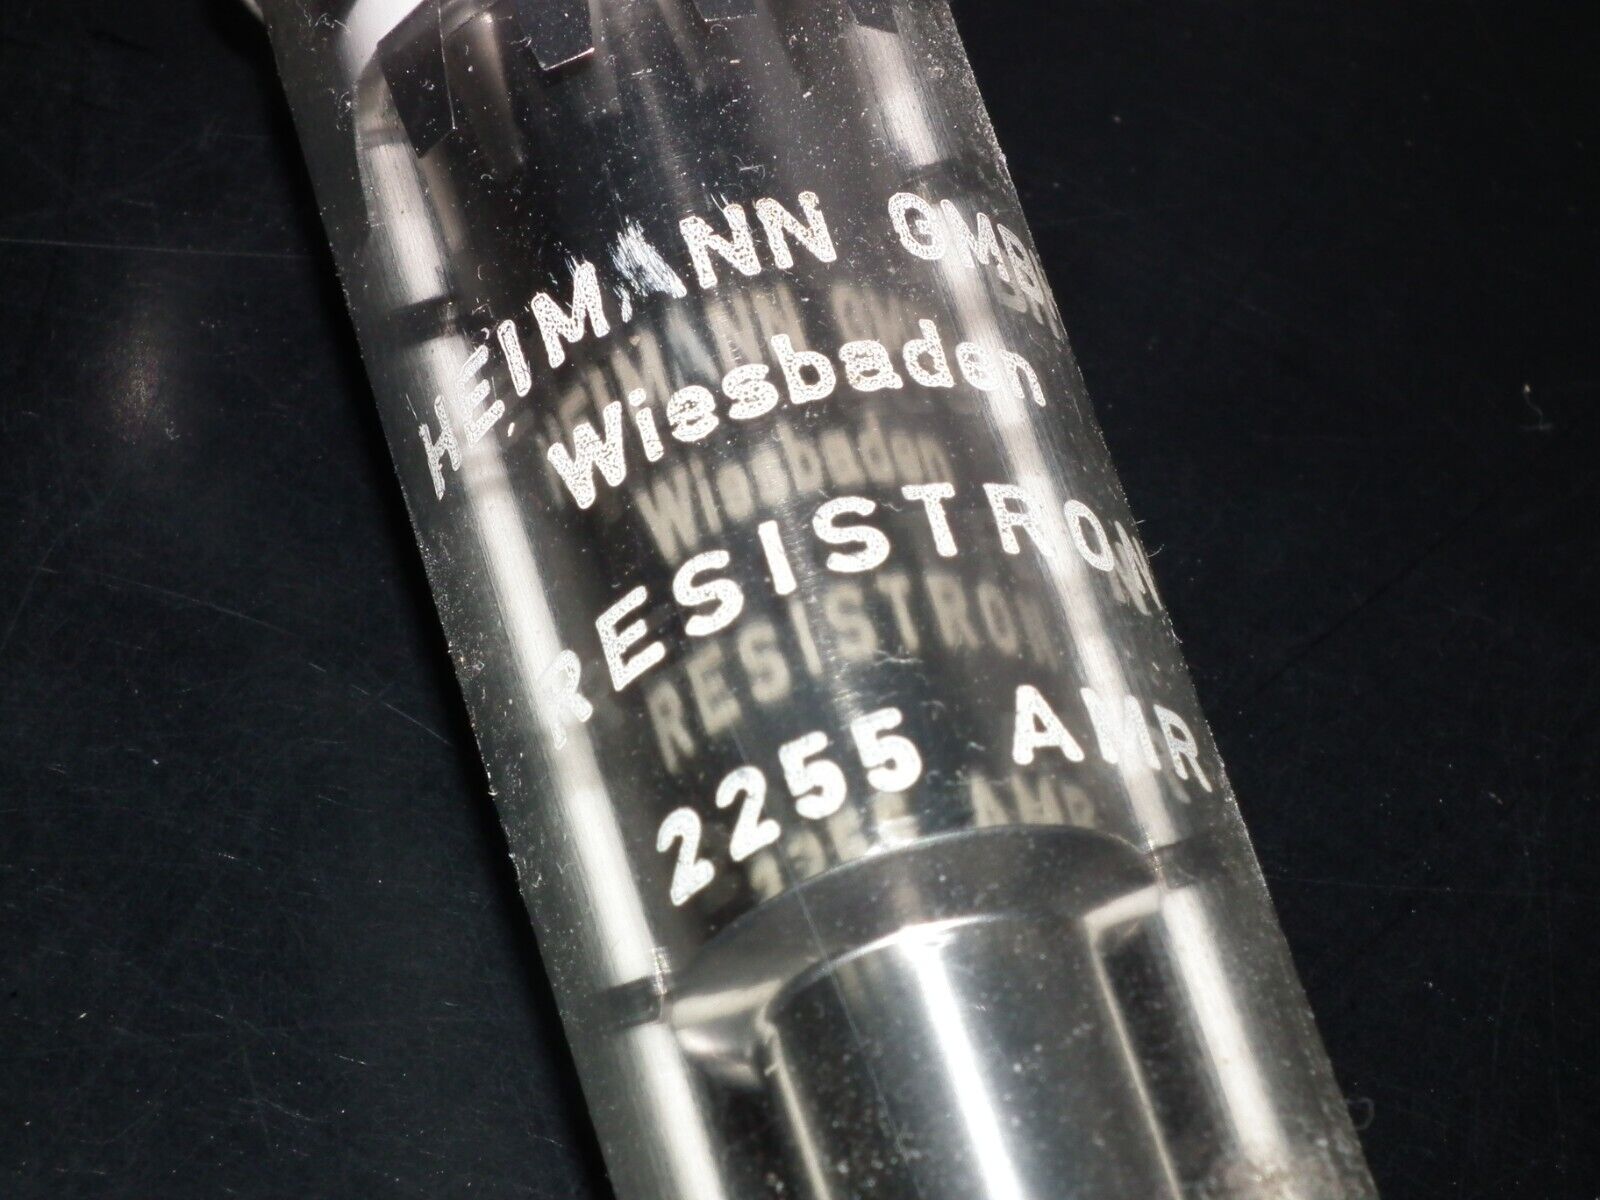 HEIMANN GMBH
Wiesbaden
RESISTRON
2255 AMR